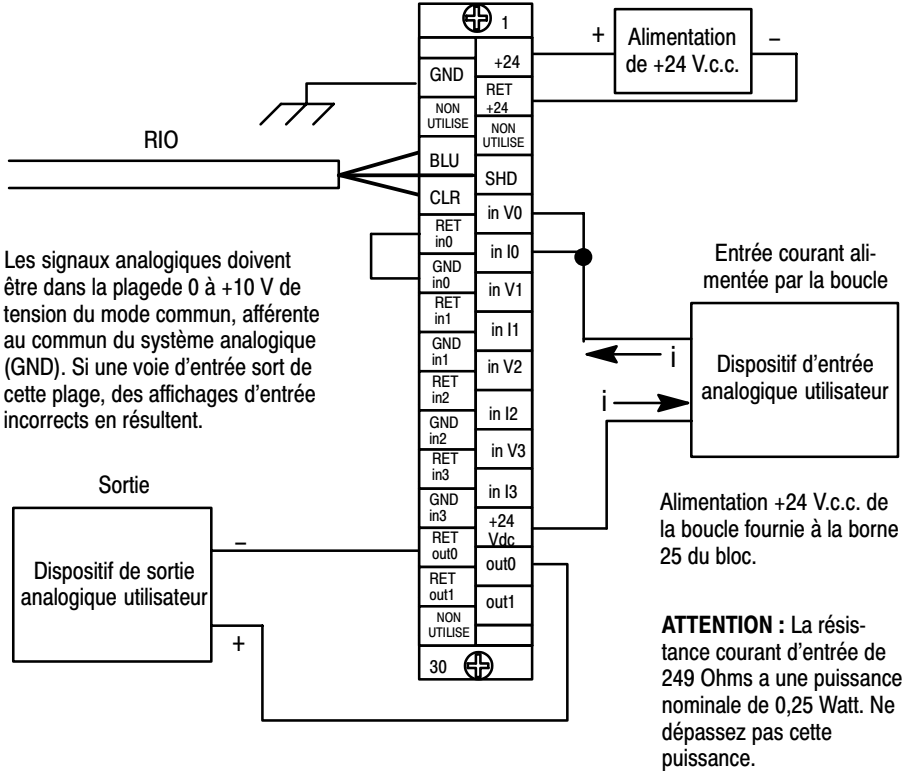 1
+
Alimentation
de +24 V.c.c.
–
+24
GND
RET
+24
NON
UTILISE
NON
UTILISE
RIO
BLU
SHD
CLR
in V0
RET
in0
in I0
GND
in0
in V1
RET
in1
in I1
GND
in1
in V2
RET
in2
in I2
GND
in2
in V3
RET
in3
in I3
GND
in3
+24
Vdc
RET
out0
out0
RET
out1
out1
NON
UTILISE
30
Les signaux analogiques doivent
être dans la plagede 0 à +10 V de
tension du mode commun, afférente
au commun du système analogique
(GND). Si une voie d'entrée sort de
cette plage, des affichages d'entrée
incorrects en résultent.
Entrée courant ali-
mentée par la boucle
i
Dispositif d'entrée
analogique utilisateur
i
Sortie
–
Dispositif de sortie
analogique utilisateur
+
Alimentation +24 V.c.c. de
la boucle fournie à la borne
25 du bloc.
ATTENTION : La résis-
tance courant d'entrée de
249 Ohms a une puissance
nominale de 0,25 Watt. Ne
dépassez pas cette
puissance.